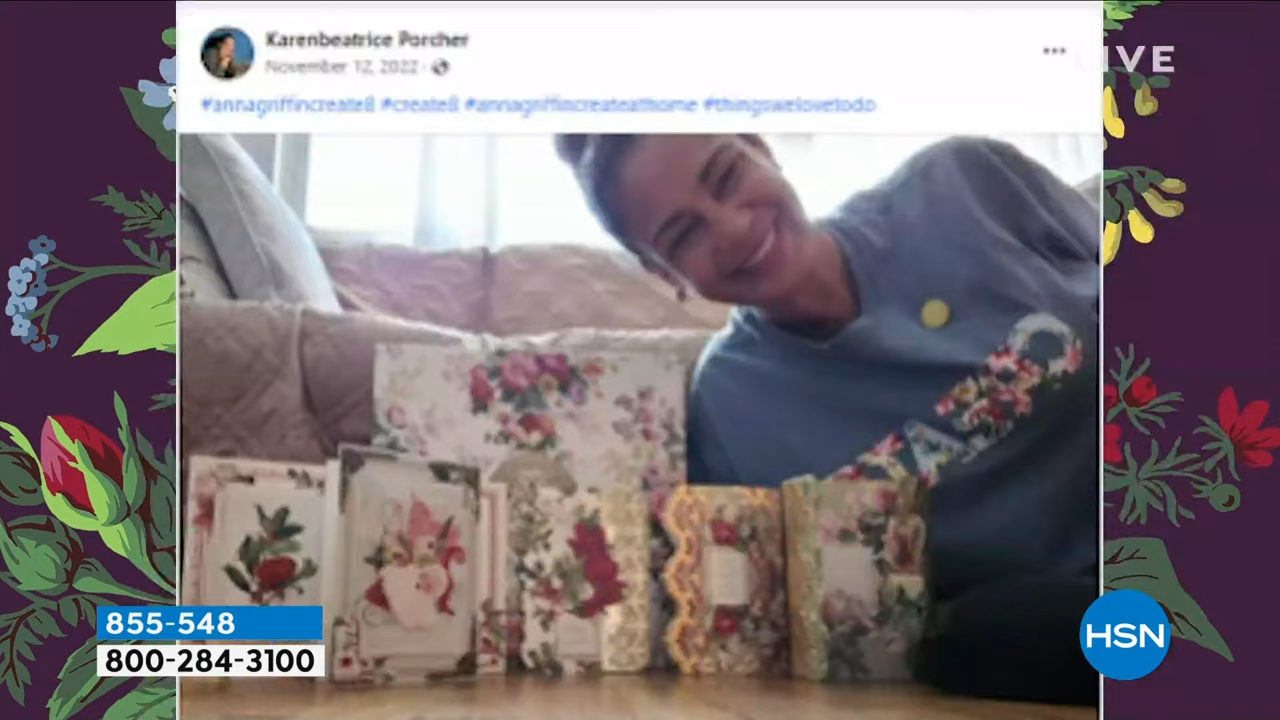 Karenbeatrice Porcher
November 12, 2022
#annagriffincreate8 #create8 #annagriffincreateathome #thingswelovetodo
LIVE
855-548
800-284-3100
HSN